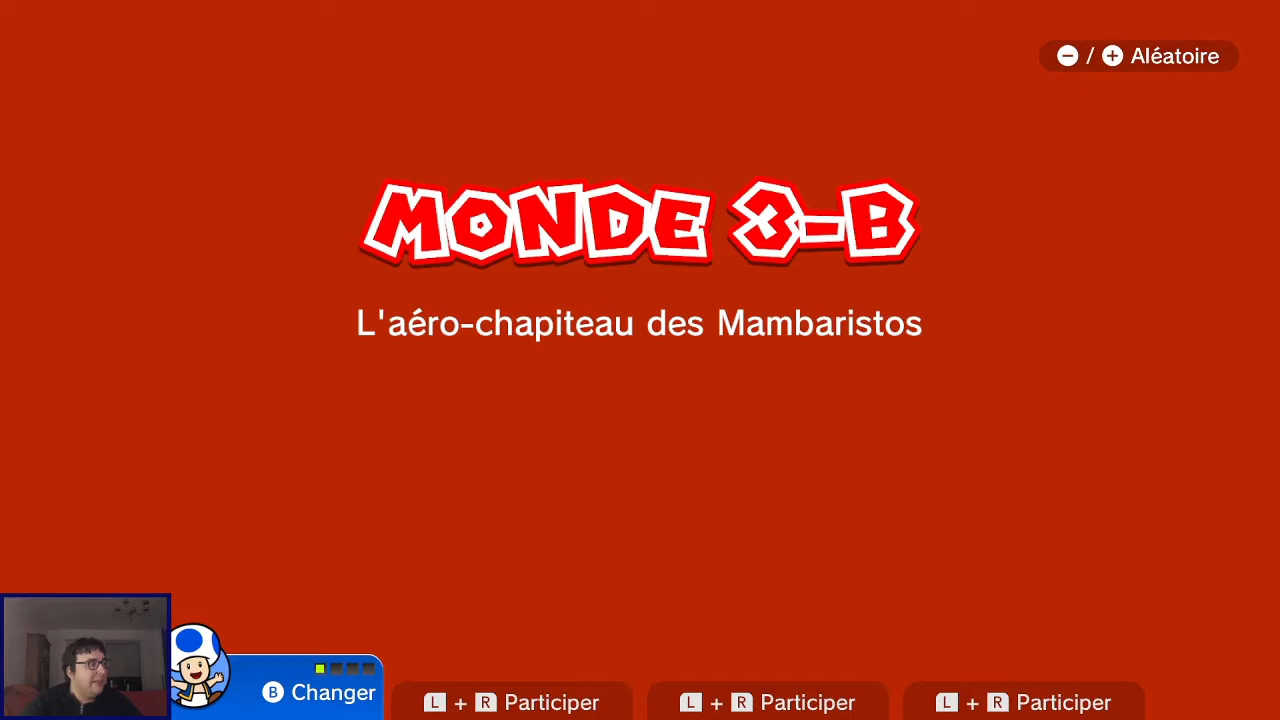 - / + Aléatoire
MONDE 3-B
L'aéro-chapiteau des Mambaristos
B Changer
L + R Participer
L + R Participer
L + R Participer